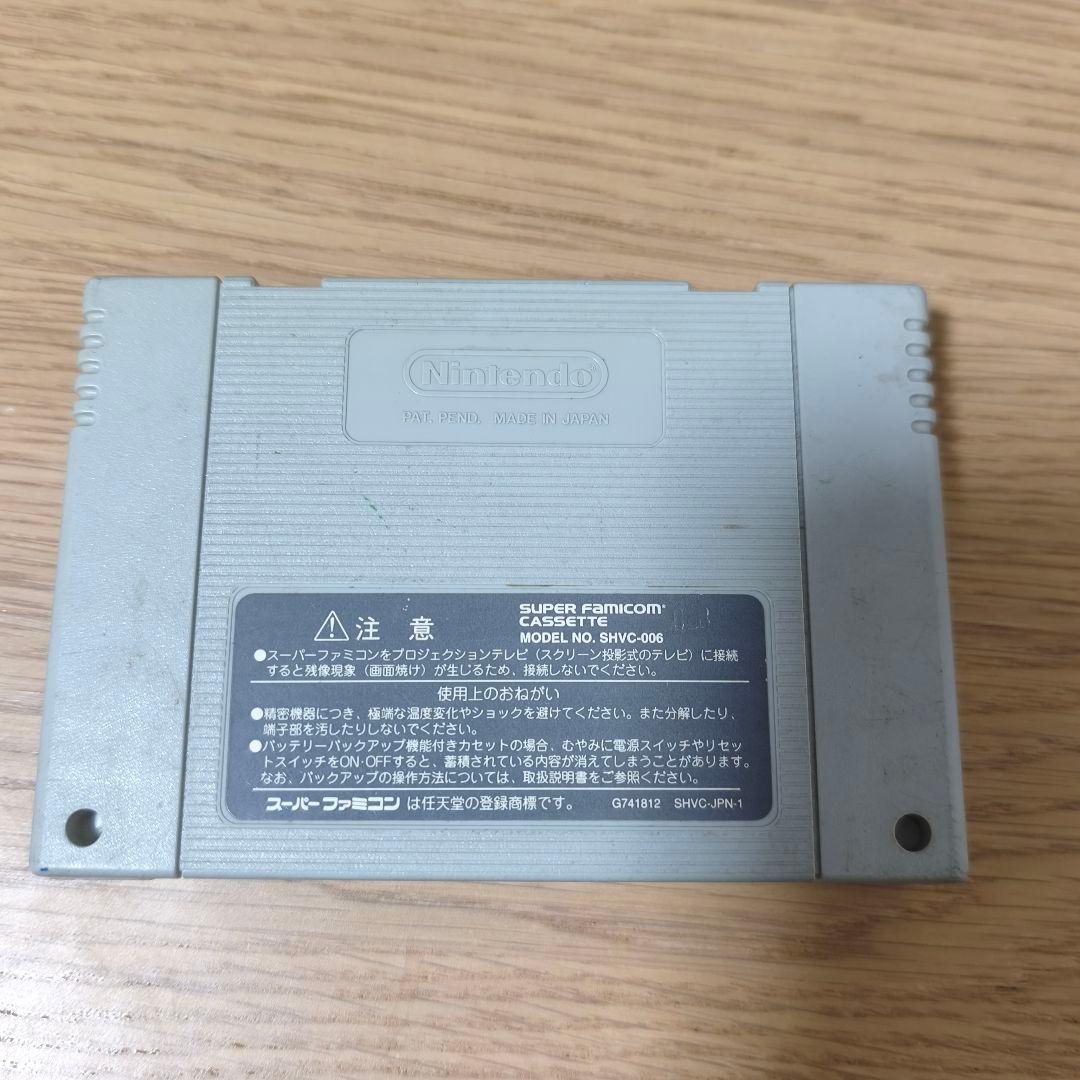 Nintendo®
PAT. PEND. MADE IN JAPAN
⚠注意
SUPER FAMICOM®
CASSETTE
MODEL NO. SHVC-006
●スーパーファミコンをプロジェクションテレビ（スクリーン投影式のテレビ）に接続
すると残像現象（画面焼け）が生じるため、接続しないでください。
使用上のおねがい
●精密機器につき、極端な温度変化やショックを避けてください。また分解したり、
端子部を汚したりしないでください。
●バッテリーバックアップ機能付きカセットの場合、むやみに電源スイッチやリセッ
トスイッチをON・OFFすると、蓄積されている内容が消えてしまうことがあります。
なお、バックアップの操作方法については、取扱説明書をご参照ください。
スーパーファミコン は任天堂の登録商標です。 G741812 SHVC-JPN-1